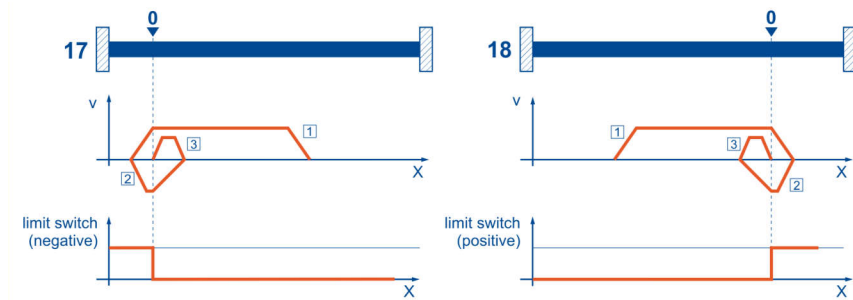 0
17
v
1
2
3
X
limit switch
(negative)
X
0
18
v
1
3
2
X
limit switch
(positive)
X